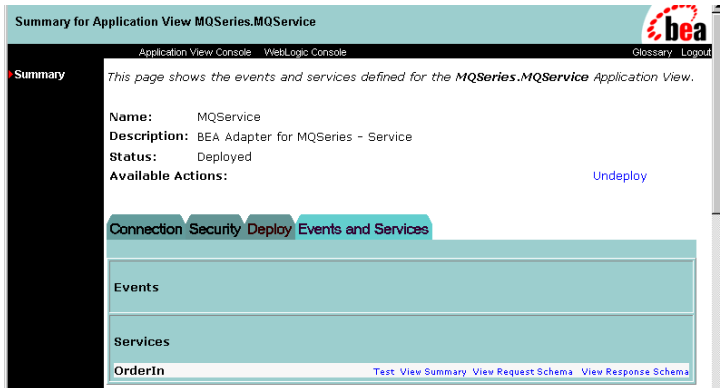 Summary for Application View MQSeries.MQService
bea
Application View Console WebLogic Console Glossary Logout
Summary
This page shows the events and services defined for the MQSeries.MQService Application View.
Name: MQService
Description: BEA Adapter for MQSeries - Service
Status: Deployed
Available Actions: Undeploy
Connection Security Deploy Events and Services
Events
Services
OrderIn Test View Summary View Request Schema View Response Schema